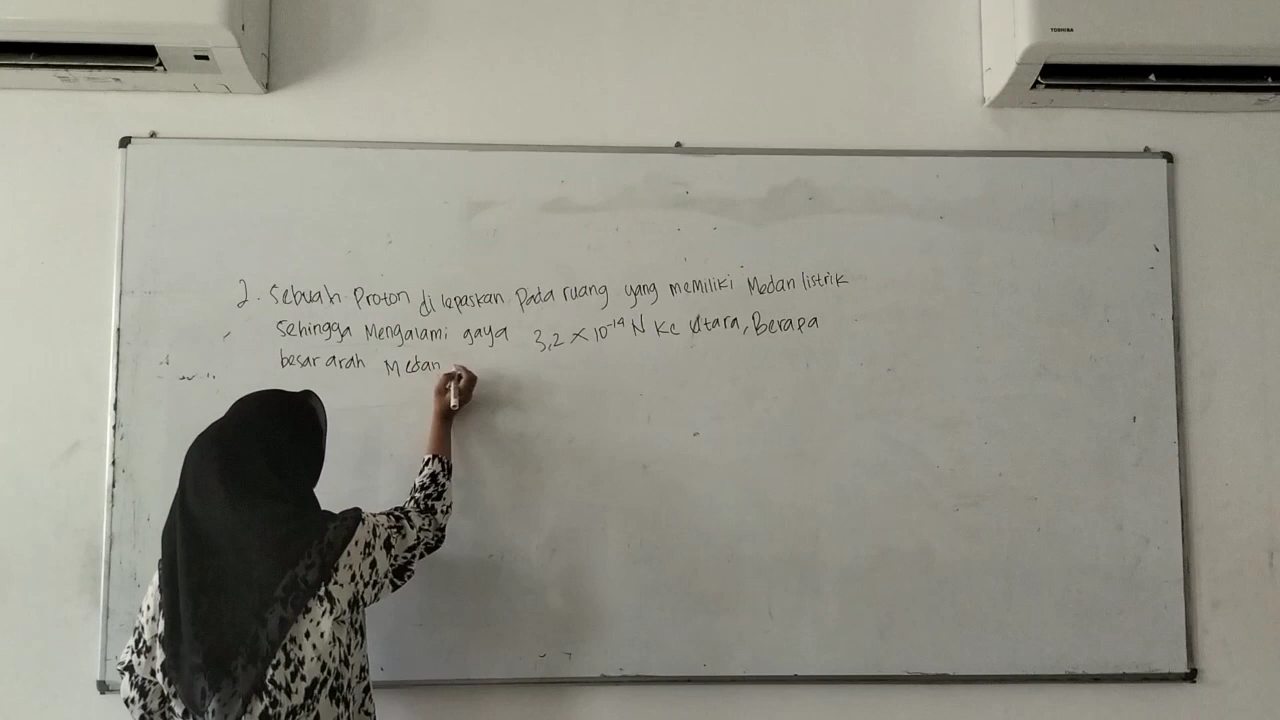 TOSHIBA
2. Sebuah Proton di lepaskan Pada ruang yang memiliki Medan listrik
Sehingga Mengalami gaya 3,2 × 10⁻¹⁴ N Ke Utara, Berapa
besar arah Medan